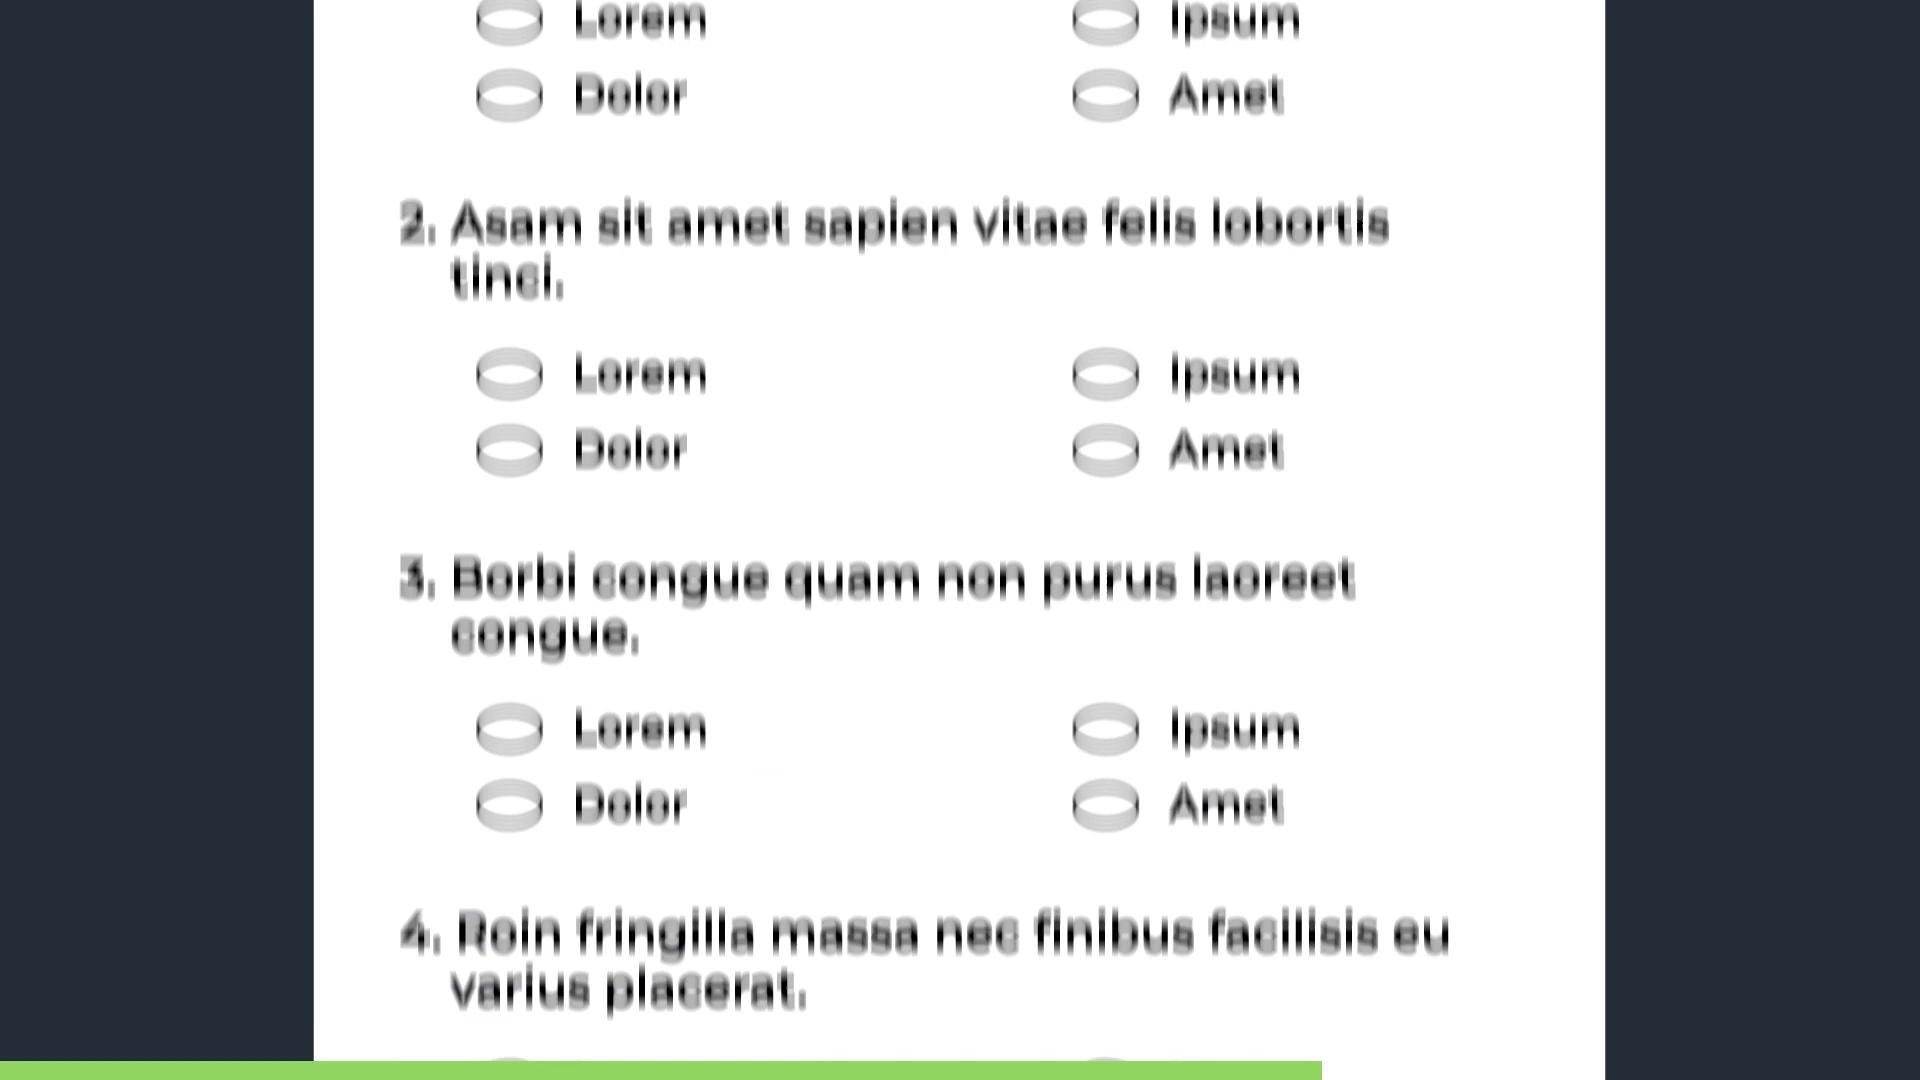 Lorem Ipsum
Dolor Amet
2. Asam sit amet sapien vitae felis lobortis
tinci.
Lorem Ipsum
Dolor Amet
3. Borbi congue quam non purus laoreet
congue.
Lorem Ipsum
Dolor Amet
4. Roin fringilla massa nec finibus facilisis eu
varius placerat.